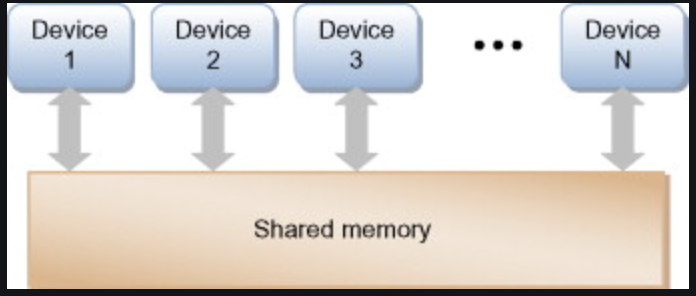 Device
1
Device
2
Device
3
...
Device
N
Shared memory